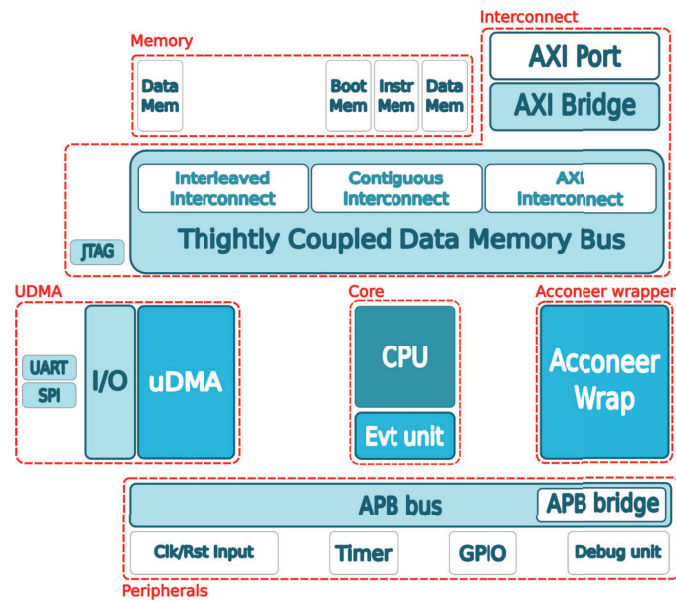 Interconnect
Memory
Data
Mem
Boot
Mem
Instr
Mem
Data
Mem
AXI Port
AXI Bridge
Interleaved
Interconnect
Contiguous
Interconnect
AXI
Interconnect
Thightly Coupled Data Memory Bus
JTAG
UDMA
UART
SPI
I/O
uDMA
Core
CPU
Evt unit
Acconeer wrapper
Acconeer
Wrap
APB bus
APB bridge
Clk/Rst Input
Timer
GPIO
Debug unit
Peripherals